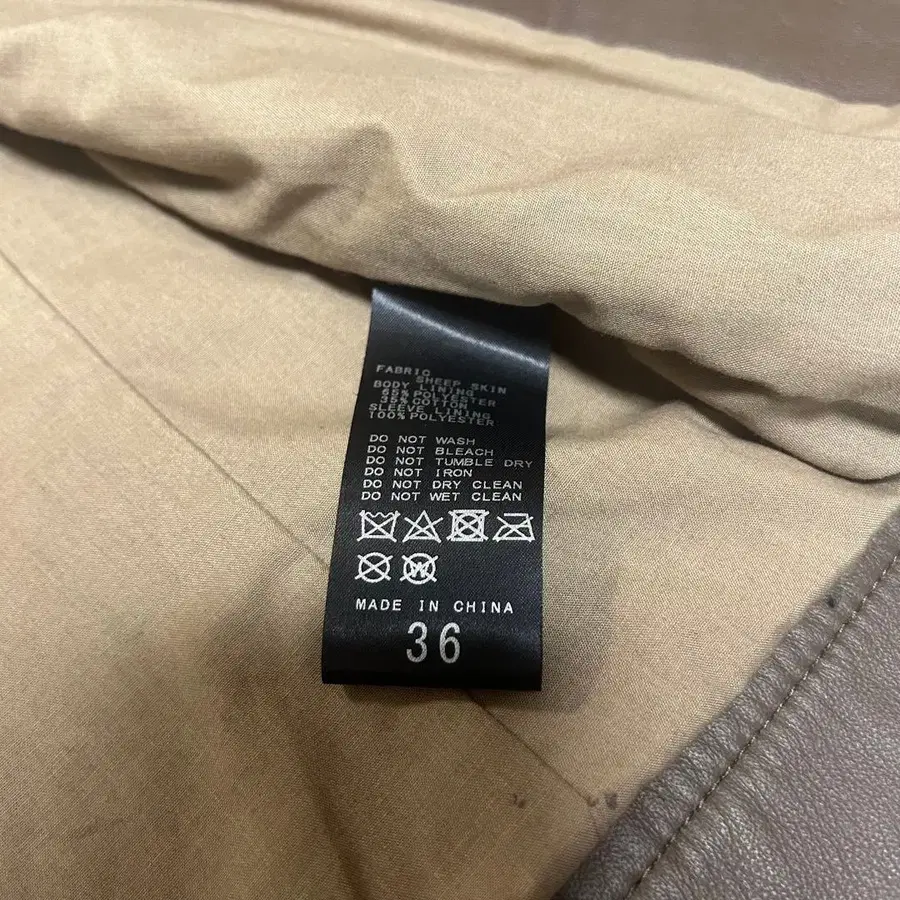 FABRIC
SHEEP SKIN
BODY LINING
65% POLYESTER
35% COTTON
SLEEVE LINING
100% POLYESTER
DO NOT WASH
DO NOT BLEACH
DO NOT TUMBLE DRY
DO NOT IRON
DO NOT DRY CLEAN
DO NOT WET CLEAN
W
MADE IN CHINA
36